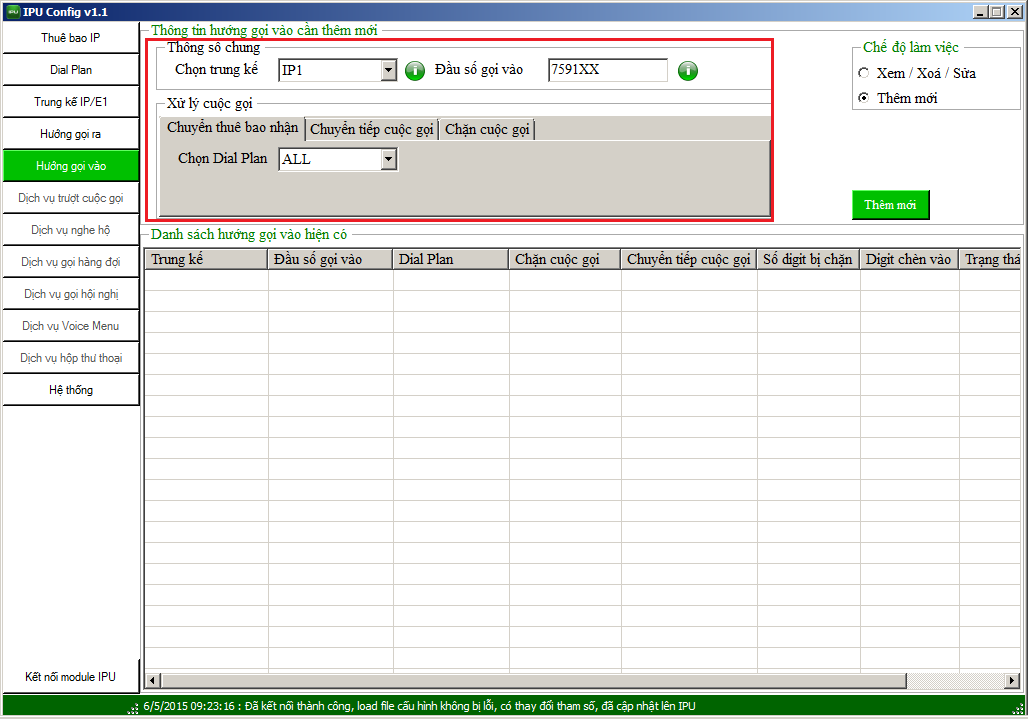 IPU Config v1.1
Thuê bao IP
Dial Plan
Trung kế IP/E1
Hướng gọi ra
Hướng gọi vào
Dịch vụ trượt cuộc gọi
Dịch vụ nghe hộ
Dịch vụ gọi hàng đợi
Dịch vụ gọi hội nghị
Dịch vụ Voice Menu
Dịch vụ hộp thư thoại
Hệ thống
Kết nối module IPU
Thông tin hướng gọi vào cần thêm mới
Thông số chung
Chọn trung kế IP1 Đầu số gọi vào 7591XX
Xử lý cuộc gọi
Chuyển thuê bao nhận Chuyển tiếp cuộc gọi Chặn cuộc gọi
Chọn Dial Plan ALL
Chế độ làm việc
Xem / Xoá / Sửa
Thêm mới
Thêm mới
Danh sách hướng gọi vào hiện có
Trung kế Đầu số gọi vào Dial Plan Chặn cuộc gọi Chuyển tiếp cuộc gọi Số digit bị chặn Digit chèn vào Trạng thá
6/5/2015 09:23:16 : Đã kết nối thành công, load file cấu hình không bị lỗi, có thay đổi tham số, đã cập nhật lên IPU